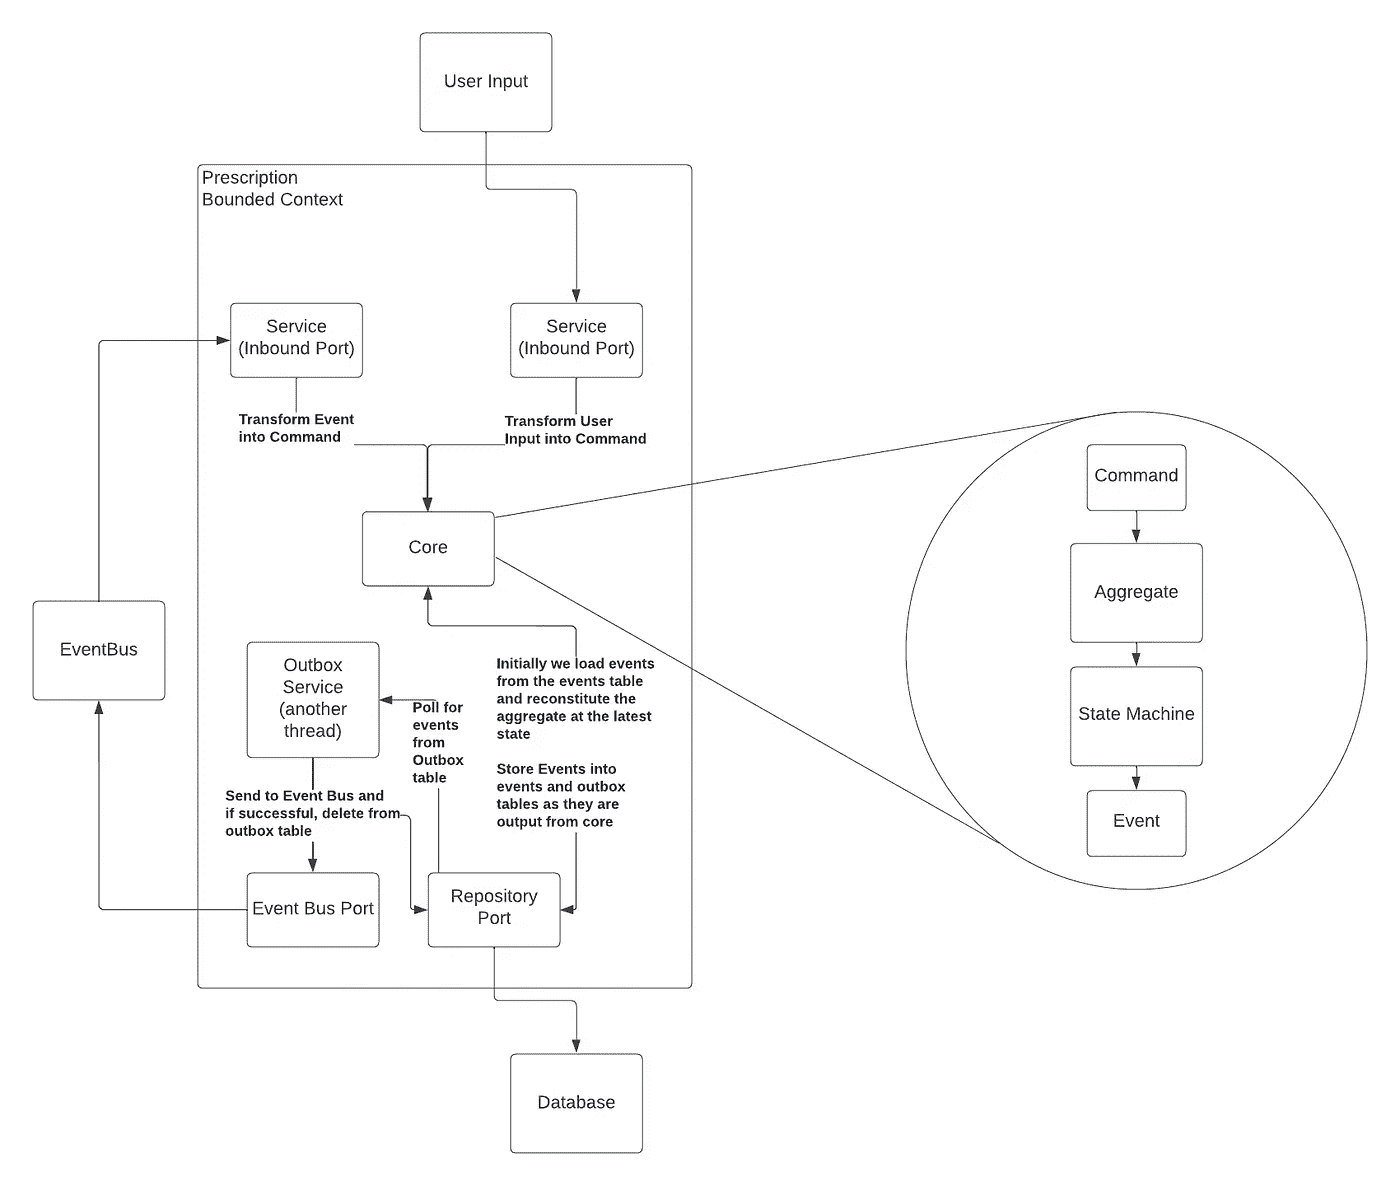 User Input
Prescription
Bounded Context
Service
(Inbound Port)
Service
(Inbound Port)
Transform Event
into Command
Transform User
Input into Command
Core
Command
Aggregate
State Machine
Event
EventBus
Outbox
Service
(another
thread)
Poll for
events
from
Outbox
table
Initially we load events
from the events table
and reconstitute the
aggregate at the latest
state
Store Events into
events and outbox
tables as they are
output from core
Send to Event Bus and
if successful, delete from
outbox table
Event Bus Port
Repository
Port
Database